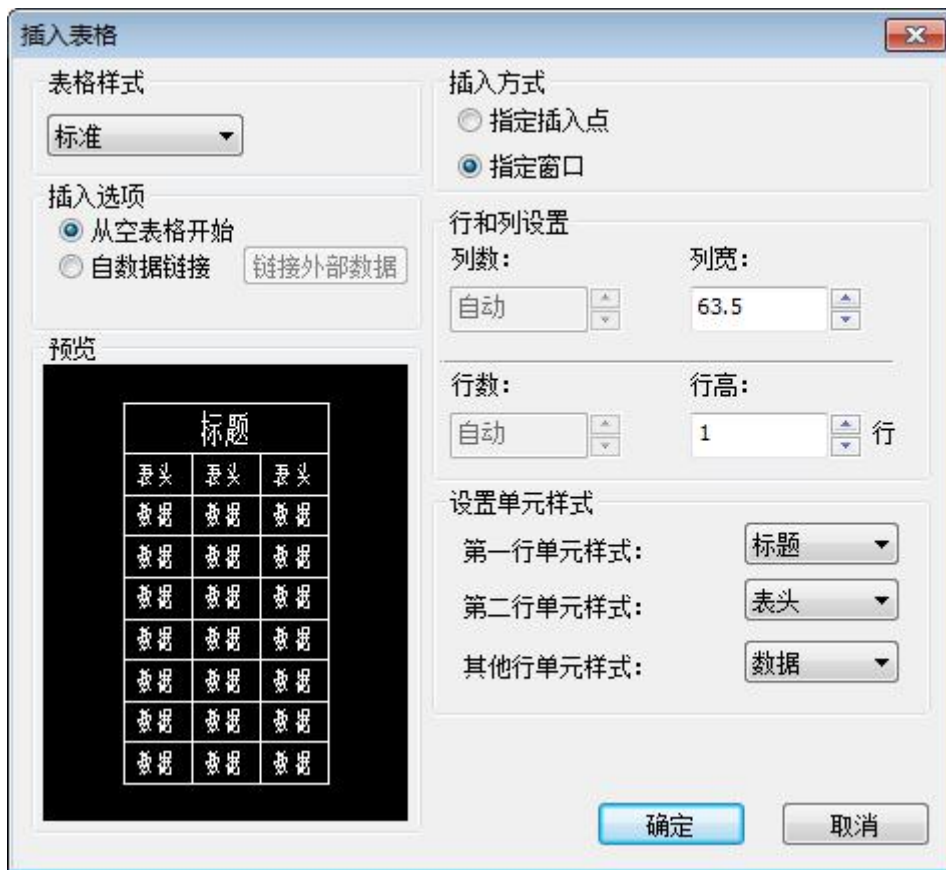 插入表格
表格样式
标准
插入选项
从空表格开始
自数据链接 链接外部数据
预览
标题
表头 表头 表头
数据 数据 数据
数据 数据 数据
数据 数据 数据
数据 数据 数据
数据 数据 数据
数据 数据 数据
数据 数据 数据
插入方式
指定插入点
指定窗口
行和列设置
列数: 列宽:
自动 63.5
行数: 行高:
自动 1 行
设置单元样式
第一行单元样式: 标题
第二行单元样式: 表头
其他行单元样式: 数据
确定 取消